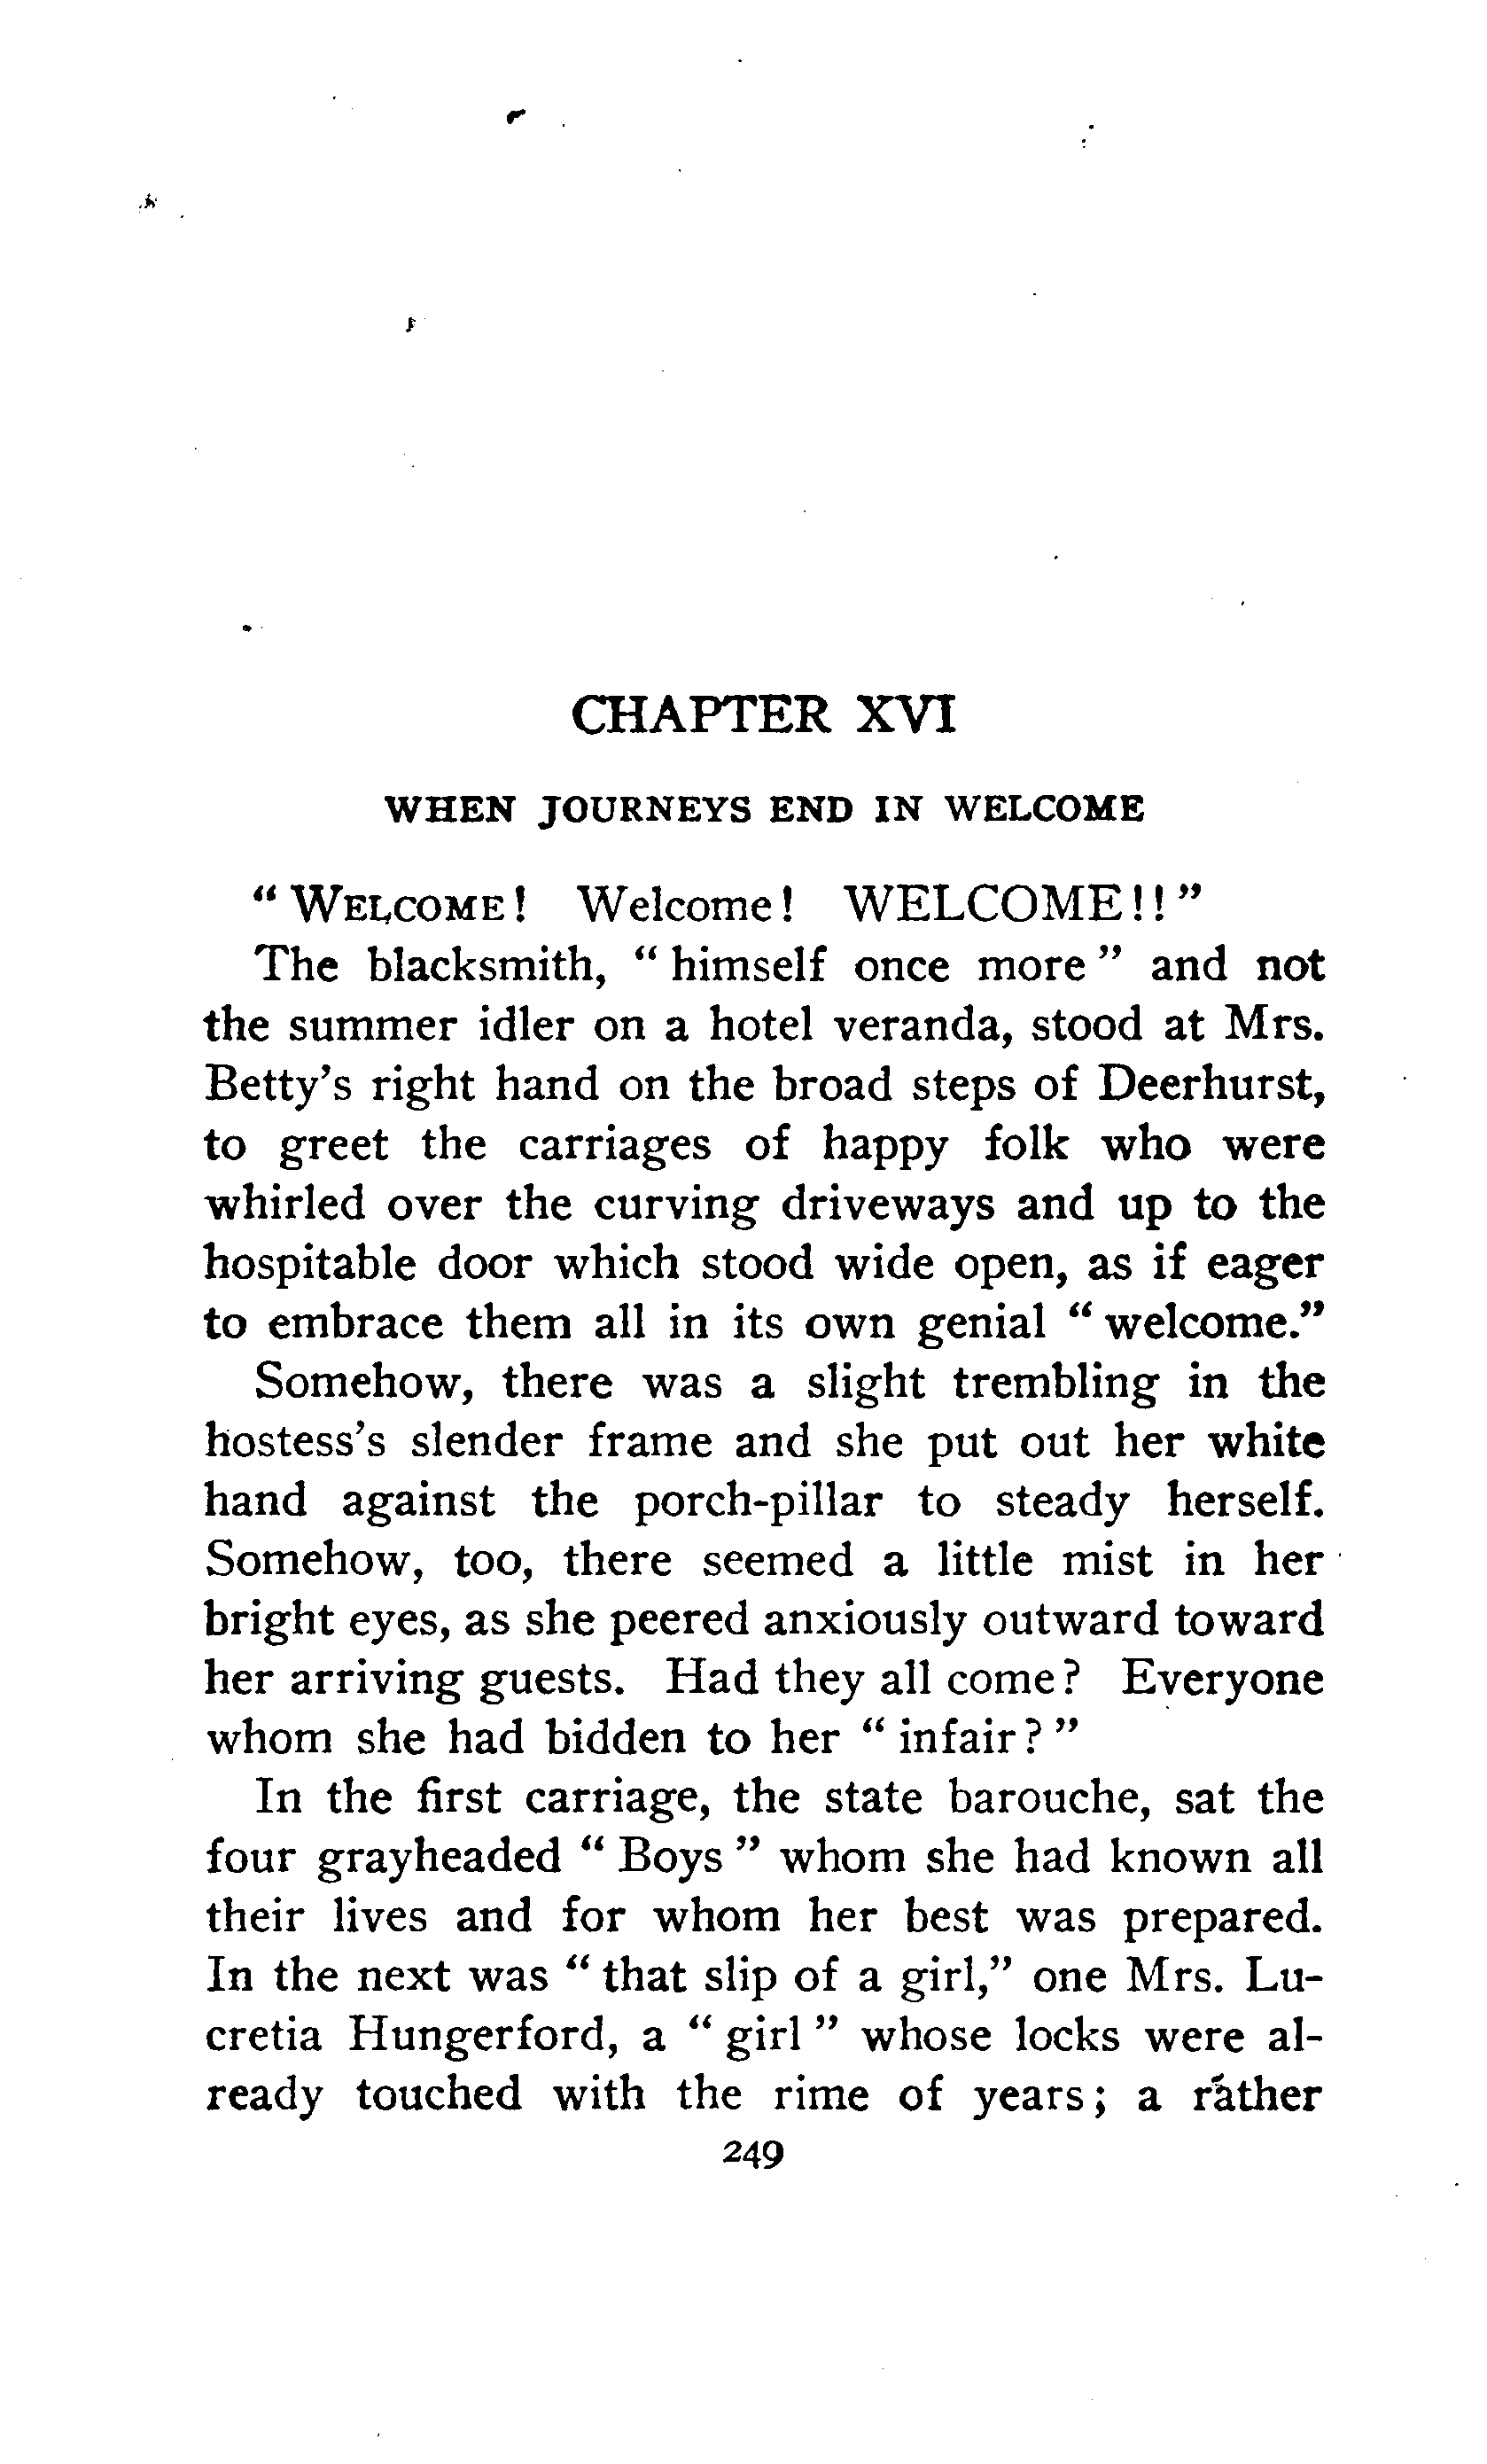 CHAPTER XVI
WHEN JOURNEYS END IN WELCOME
" WELCOME! Welcome! WELCOME!! "
The blacksmith, " himself once more " and not
the summer idler on a hotel veranda, stood at Mrs.
Betty's right hand on the broad steps of Deerhurst,
to greet the carriages of happy folk who were
whirled over the curving driveways and up to the
hospitable door which stood wide open, as if eager
to embrace them all in its own genial " welcome."
Somehow, there was a slight trembling in the
hostess's slender frame and she put out her white
hand against the porch-pillar to steady herself.
Somehow, too, there seemed a little mist in her
bright eyes, as she peered anxiously outward toward
her arriving guests. Had they all come? Everyone
whom she had bidden to her " infair? "
In the first carriage, the state barouche, sat the
four grayheaded " Boys " whom she had known all
their lives and for whom her best was prepared.
In the next was " that slip of a girl," one Mrs. Lu-
cretia Hungerford, a " girl " whose locks were al-
ready touched with the rime of years; a rather
249